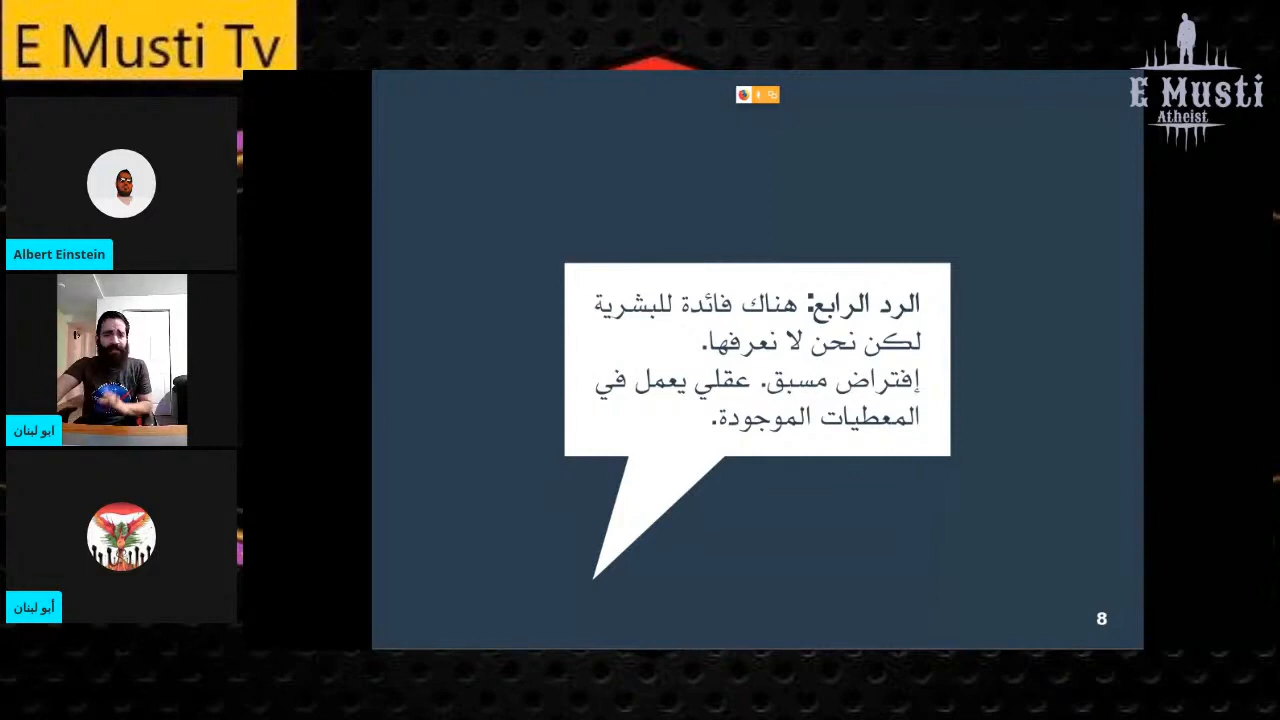 E Musti Tv
E Musti
Atheist
Albert Einstein
ابو لبنان
أبو لبنان
الرد الرابع: هناك فائدة للبشرية
لكن نحن لا نعرفها.
إفتراض مسبق. عقلي يعمل في
المعطيات الموجودة.
8